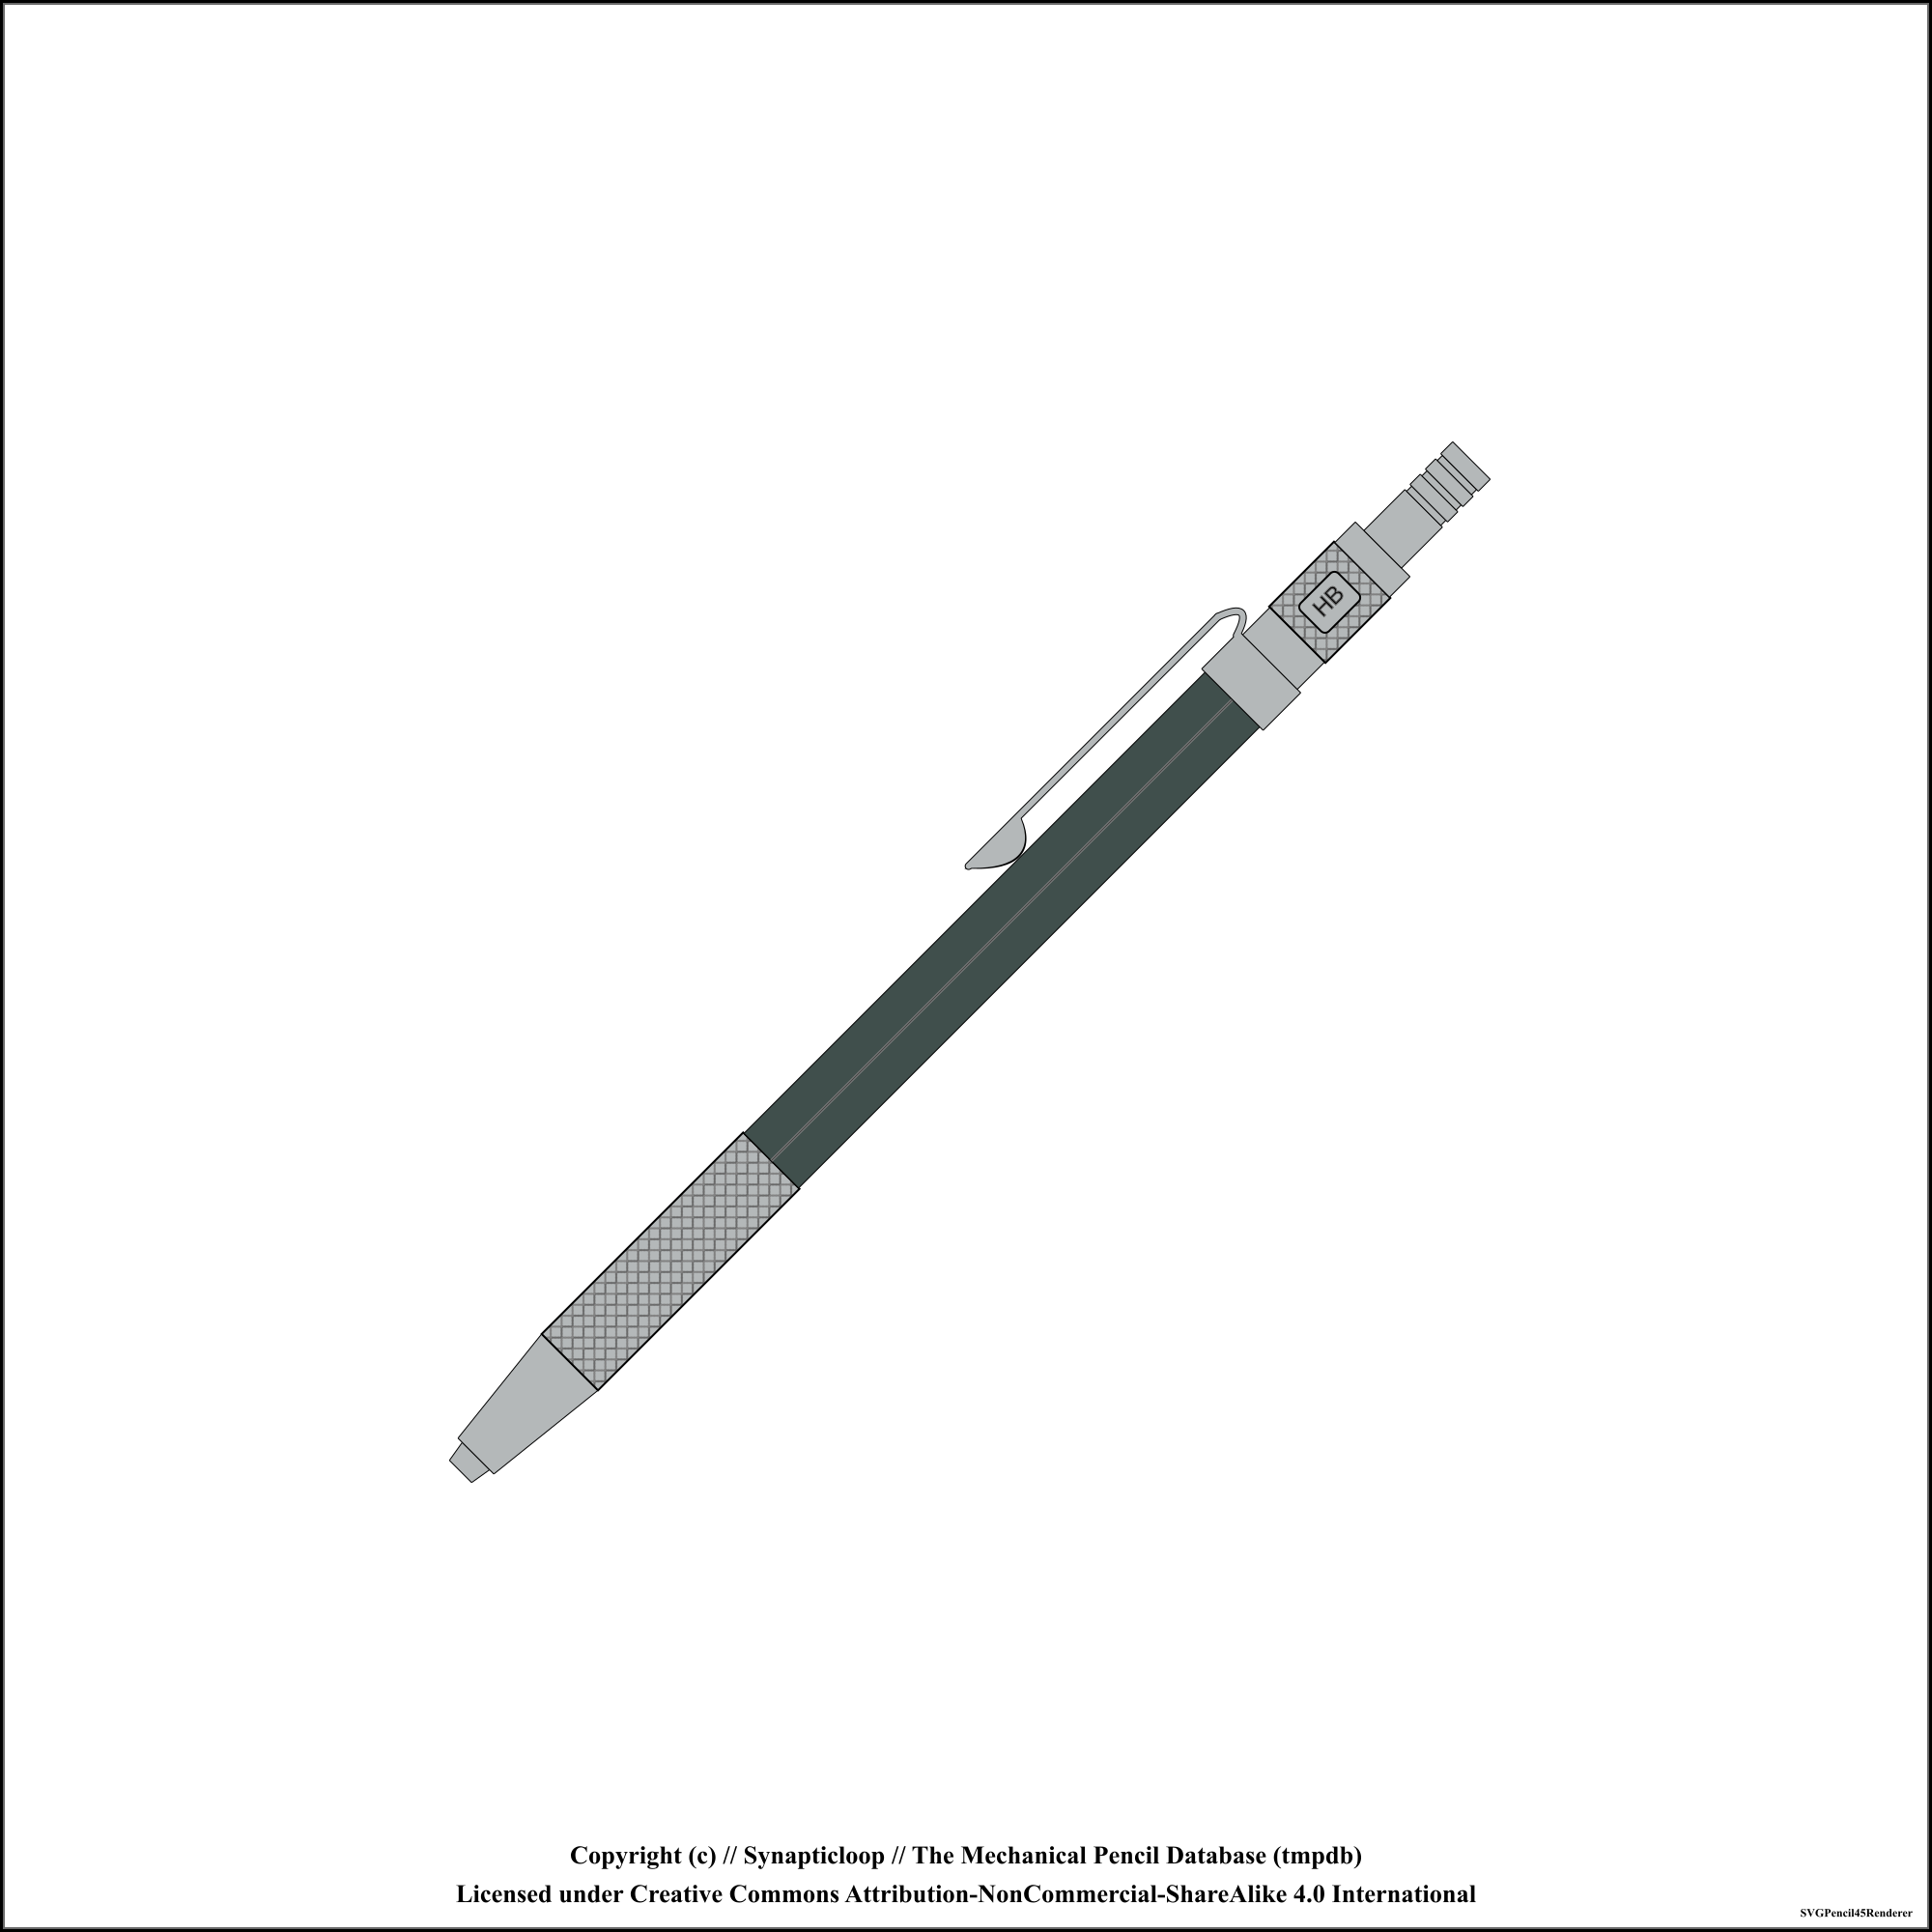 HB
Copyright (c) // Synapticloop // The Mechanical Pencil Database (tmpdb)
Licensed under Creative Commons Attribution-NonCommercial-ShareAlike 4.0 International
SVGPencil45Renderer